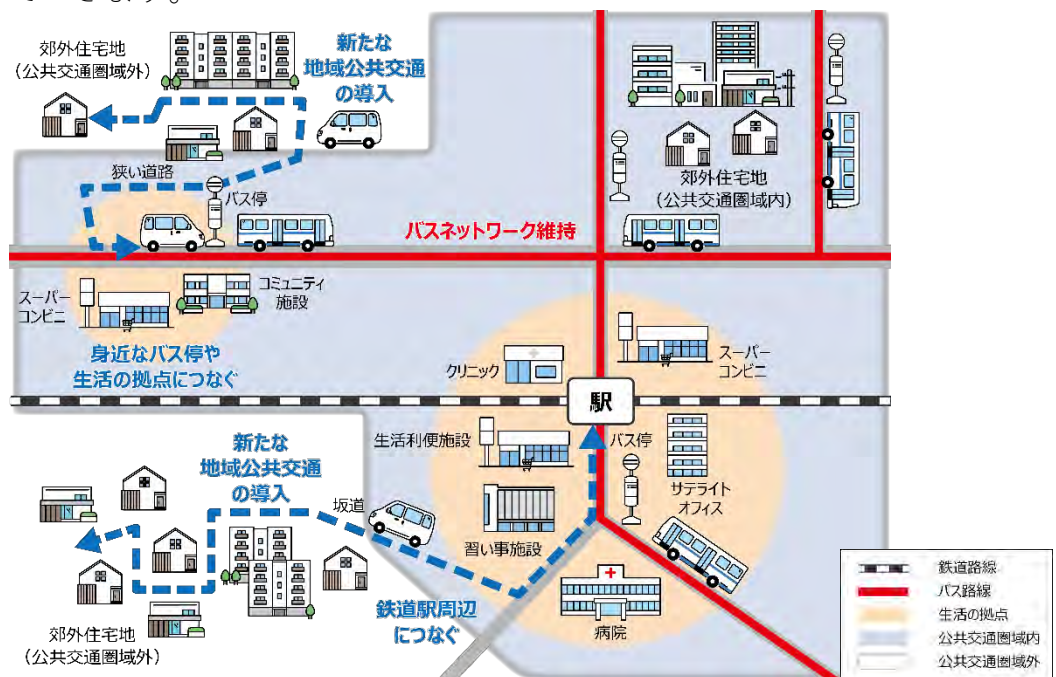 郊外住宅地
(公共交通圏域外)
新たな
地域公共交通
の導入
狭い道路
バス停
郊外住宅地
(公共交通圏域内)
バスネットワーク維持
スーパー
コンビニ
コミュニティ
施設
身近なバス停や
生活の拠点につなぐ
クリニック
スーパー
コンビニ
駅
新たな
地域公共交通
の導入
生活利便施設
バス停
坂道
サテライト
オフィス
習い事施設
鉄道駅周辺
につなぐ
病院
郊外住宅地
(公共交通圏域外)
鉄道路線
バス路線
生活の拠点
公共交通圏域内
公共交通圏域外